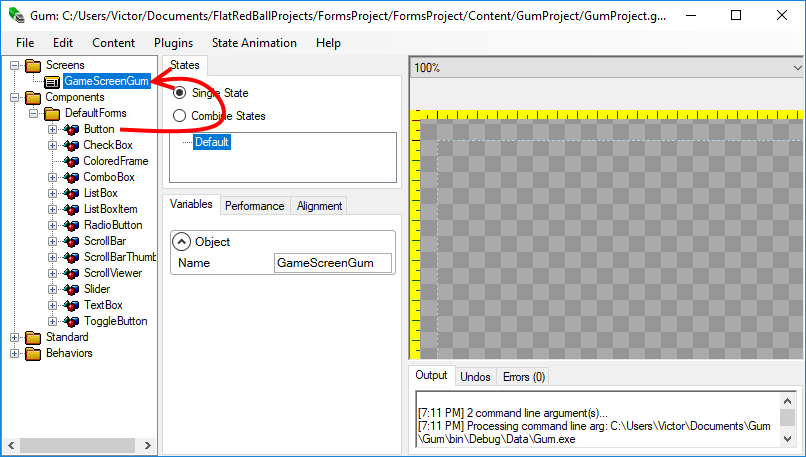 Gum: C:/Users/Victor/Documents/FlatRedBallProjects/FormsProject/FormsProject/Content/GumProject/GumProject.g...
File Edit Content Plugins State Animation Help
Screens
GameScreenGum
Components
DefaultForms
Button
CheckBox
ColoredFrame
ComboBox
ListBox
ListBoxItem
RadioButton
ScrollBar
ScrollBarThumb
ScrollViewer
Slider
TextBox
ToggleButton
Standard
Behaviors
States
Single State
Combine States
Default
Variables Performance Alignment
Object
Name GameScreenGum
100%
Output Undos Errors (0)
[7:11 PM] 2 command line argument(s)...
[7:11 PM] Processing command line arg: C:\Users\Victor\Documents\Gum
\Gum\bin\Debug\Data\Gum.exe